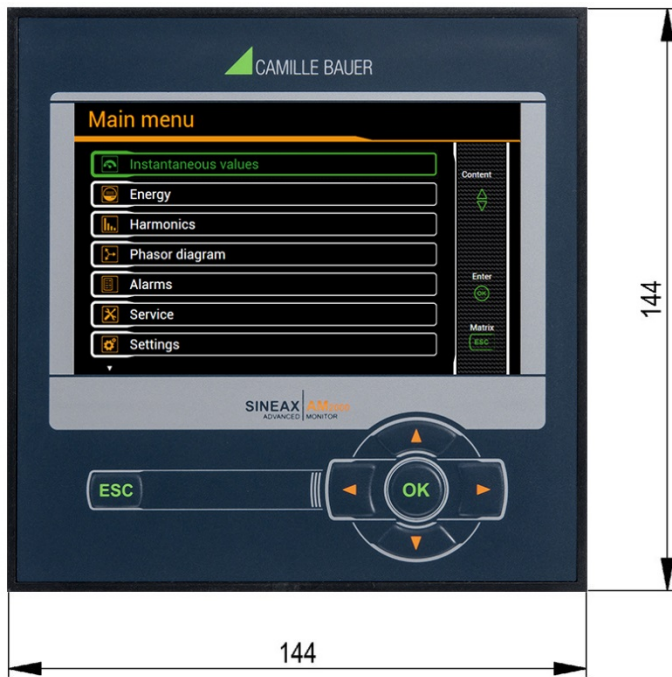 CAMILLE BAUER
Main menu
Instantaneous values
Content
Energy
Harmonics
Phasor diagram
Alarms
Enter
OK
Service
Matrix
ESC
Settings
SINEAX AM
ADVANCED MONITOR
ESC
OK
144
144